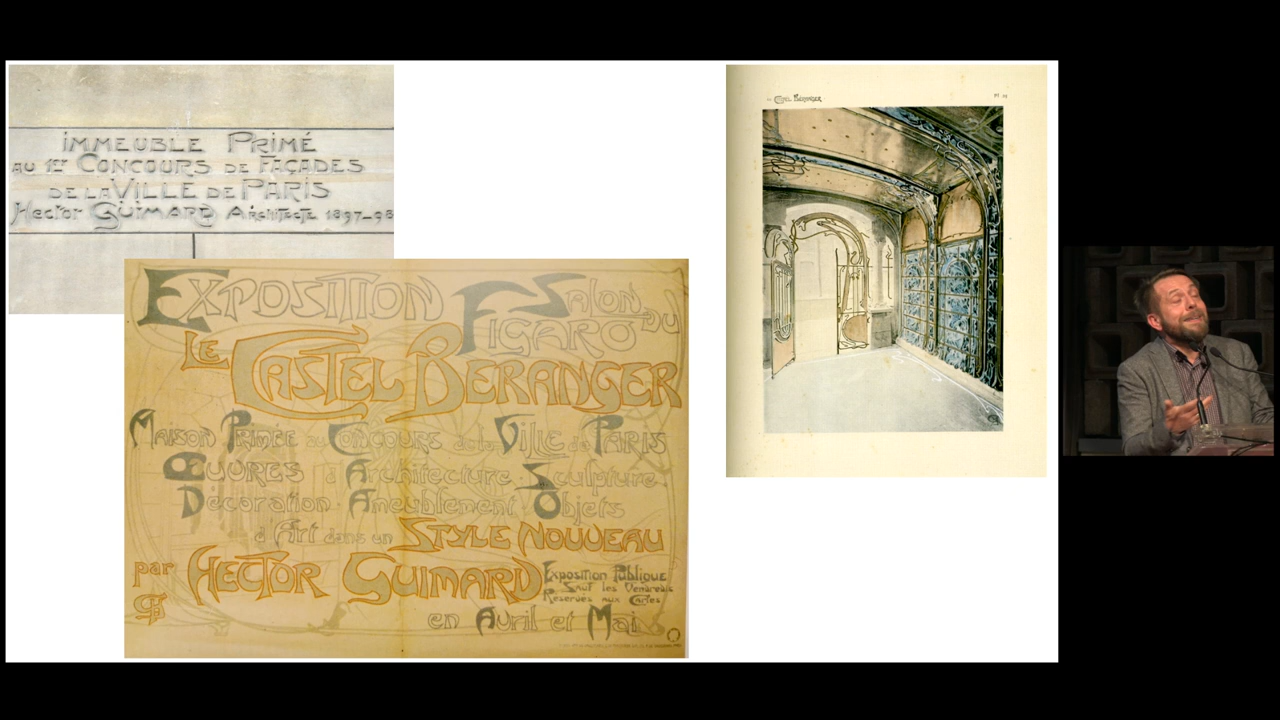 IMMEUBLE PRIMÉ
AU 1ER CONCOURS DE FAÇADES
DE LA VILLE DE PARIS
HECTOR GUIMARD ARCHITECTE 1897-98
EXPOSITION SALON DU
FIGARO
LE CASTEL BERANGER
MAISON PRIMÉE AU CONCOURS de la VILLE de PARIS
ŒUVRES d'Architecture Sculpture
Décoration Ameublement Objets
d'Art dans un STYLE NOUVEAU
par HECTOR GUIMARD
Exposition Publique
Sauf les Vendredis
Réservés aux Cartes
en Avril et Mai
CASTEL BERANGER